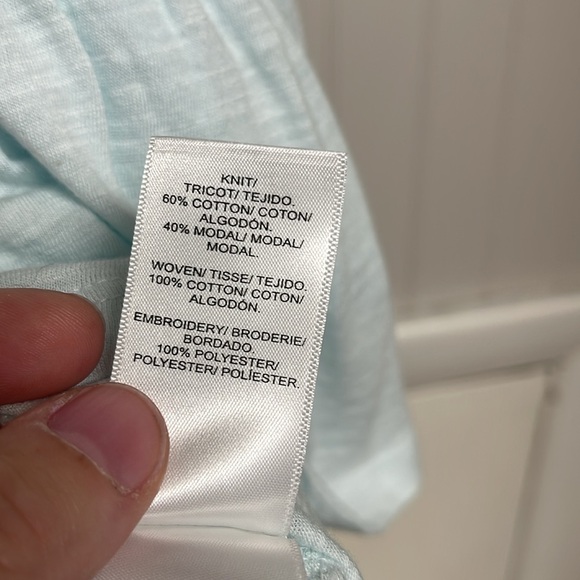 KNIT/
TRICOT/ TEJIDO.
60% COTTON/ COTON/
ALGODÓN.
40% MODAL/ MODAL/
MODAL.
WOVEN/ TISSE/ TEJIDO.
100% COTTON/ COTON/
ALGODÓN.
EMBROIDERY/ BRODERIE/
BORDADO
100% POLYESTER/
POLYESTER/ POLÍESTER.